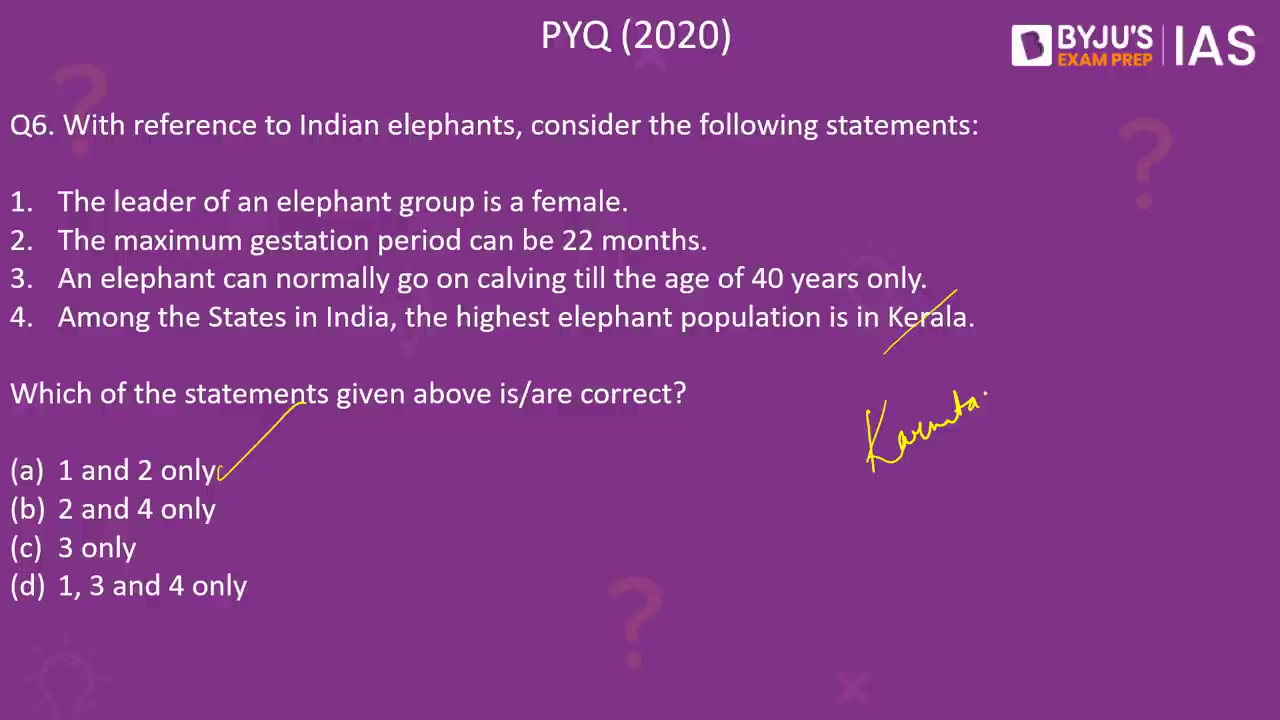 PYQ (2020)
BYJU'S
EXAM PREP
IAS
Q6. With reference to Indian elephants, consider the following statements:
1. The leader of an elephant group is a female.
2. The maximum gestation period can be 22 months.
3. An elephant can normally go on calving till the age of 40 years only.
4. Among the States in India, the highest elephant population is in Kerala.
Which of the statements given above is/are correct?
Karnata
(a) 1 and 2 only
(b) 2 and 4 only
(c) 3 only
(d) 1, 3 and 4 only